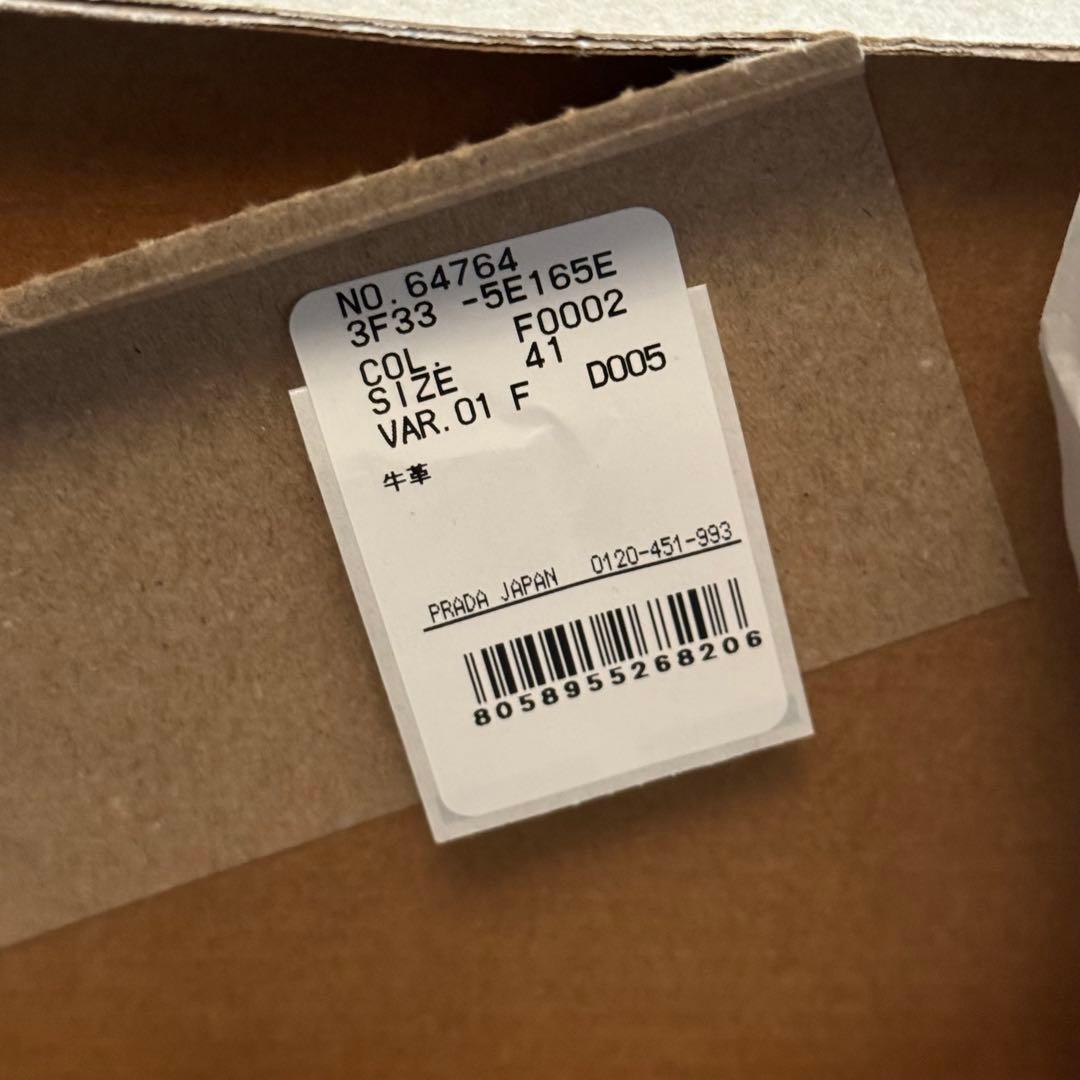 NO.64764
3F33 -5E165E
COL. F0002
SIZE 41
VAR.01 F D005
牛革
PRADA JAPAN 0120-451-993
8058955268206